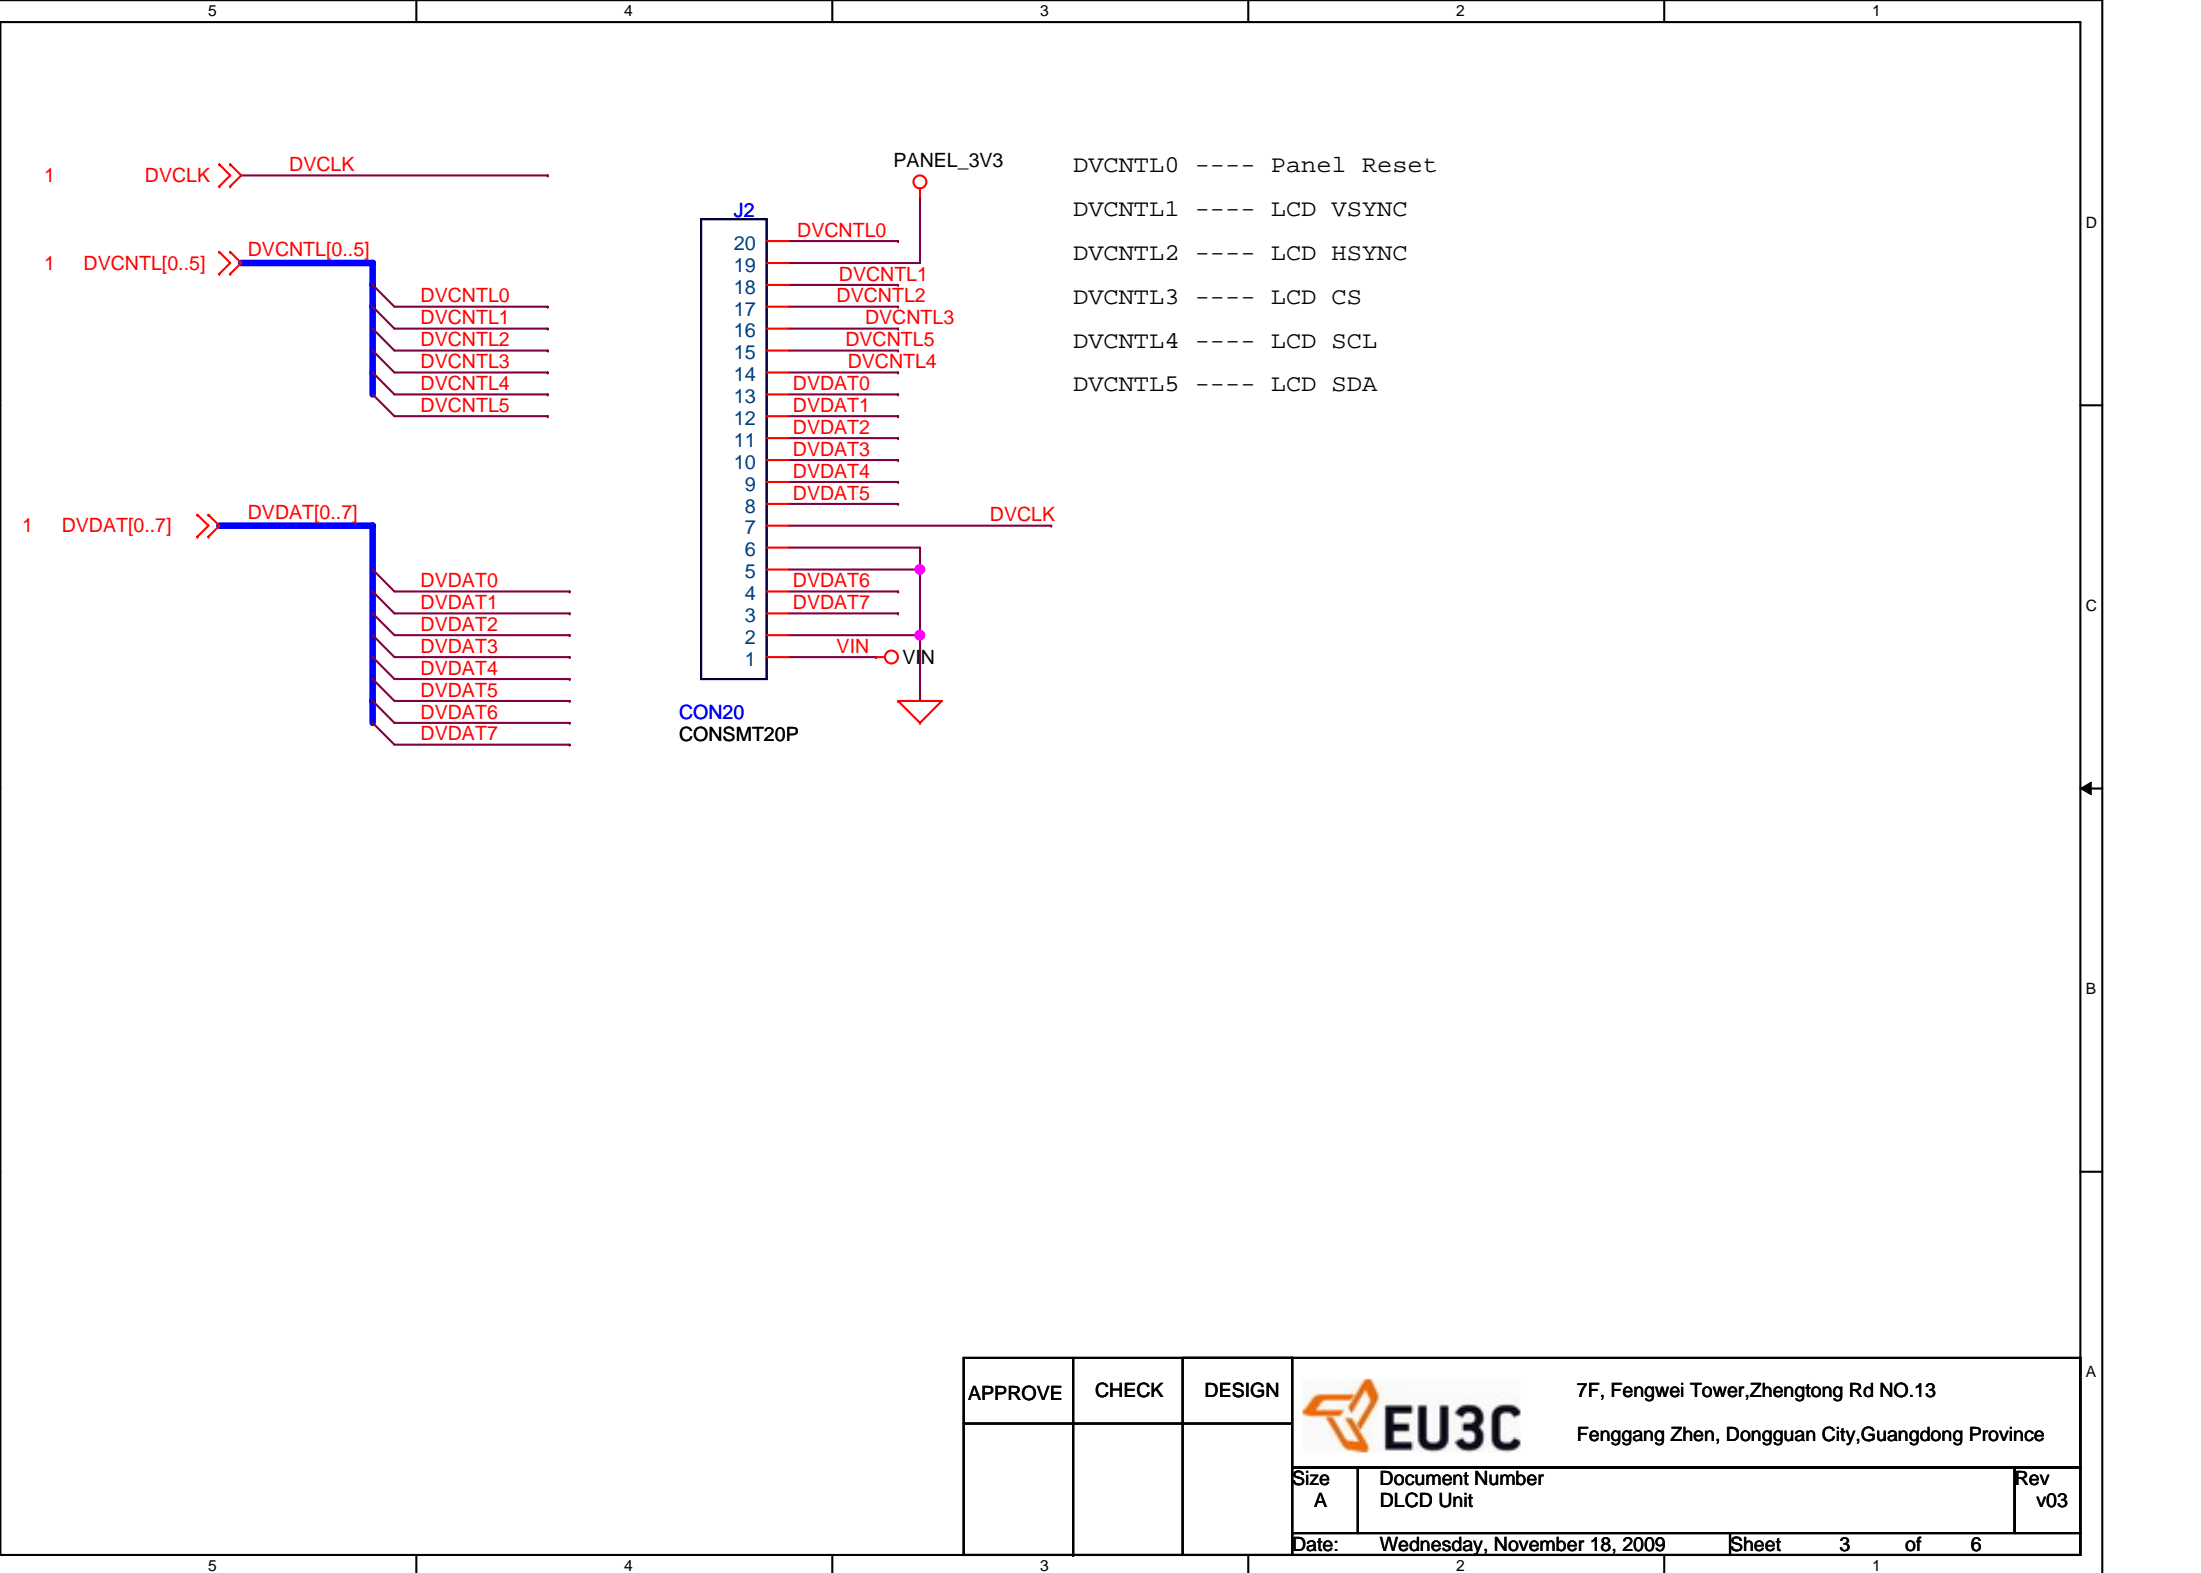 5 4 3 2 1
1 DVCLK DVCLK
1 DVCNTL[0..5] DVCNTL[0..5]
DVCNTL0
DVCNTL1
DVCNTL2
DVCNTL3
DVCNTL4
DVCNTL5
1 DVDAT[0..7] DVDAT[0..7]
DVDAT0
DVDAT1
DVDAT2
DVDAT3
DVDAT4
DVDAT5
DVDAT6
DVDAT7
PANEL_3V3
J2
20 DVCNTL0
19
18 DVCNTL1
17 DVCNTL2
16 DVCNTL3
15 DVCNTL5
14 DVCNTL4
13 DVDAT0
12 DVDAT1
11 DVDAT2
10 DVDAT3
9 DVDAT4
8 DVDAT5
7 DVCLK
6
5
4 DVDAT6
3 DVDAT7
2
1 VIN VIN
CON20
CONSMT20P
DVCNTL0 ---- Panel Reset
DVCNTL1 ---- LCD VSYNC
DVCNTL2 ---- LCD HSYNC
DVCNTL3 ---- LCD CS
DVCNTL4 ---- LCD SCL
DVCNTL5 ---- LCD SDA
D
C
B
A
APPROVE CHECK DESIGN
EU3C
7F, Fengwei Tower,Zhengtong Rd NO.13
Fenggang Zhen, Dongguan City,Guangdong Province
Size Document Number Rev
A DLCD Unit v03
Date: Wednesday, November 18, 2009 Sheet 3 of 6
5 4 3 2 1